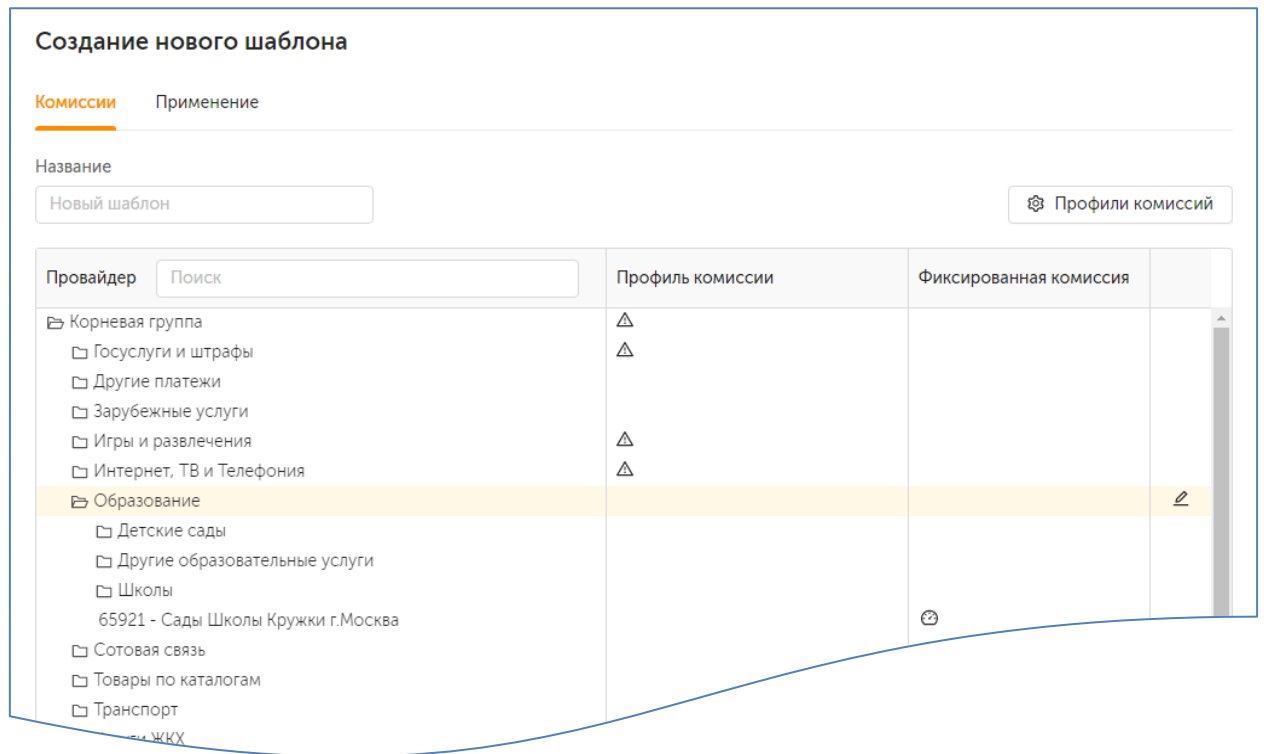 Создание нового шаблона
Комиссии Применение
Название
Новый шаблон Профили комиссий
Провайдер Поиск Профиль комиссии Фиксированная комиссия
Корневая группа
Госуслуги и штрафы
Другие платежи
Зарубежные услуги
Игры и развлечения
Интернет, ТВ и Телефония
Образование
Детские сады
Другие образовательные услуги
Школы
65921 - Сады Школы Кружки г.Москва
Сотовая связь
Товары по каталогам
Транспорт
ЖКХ